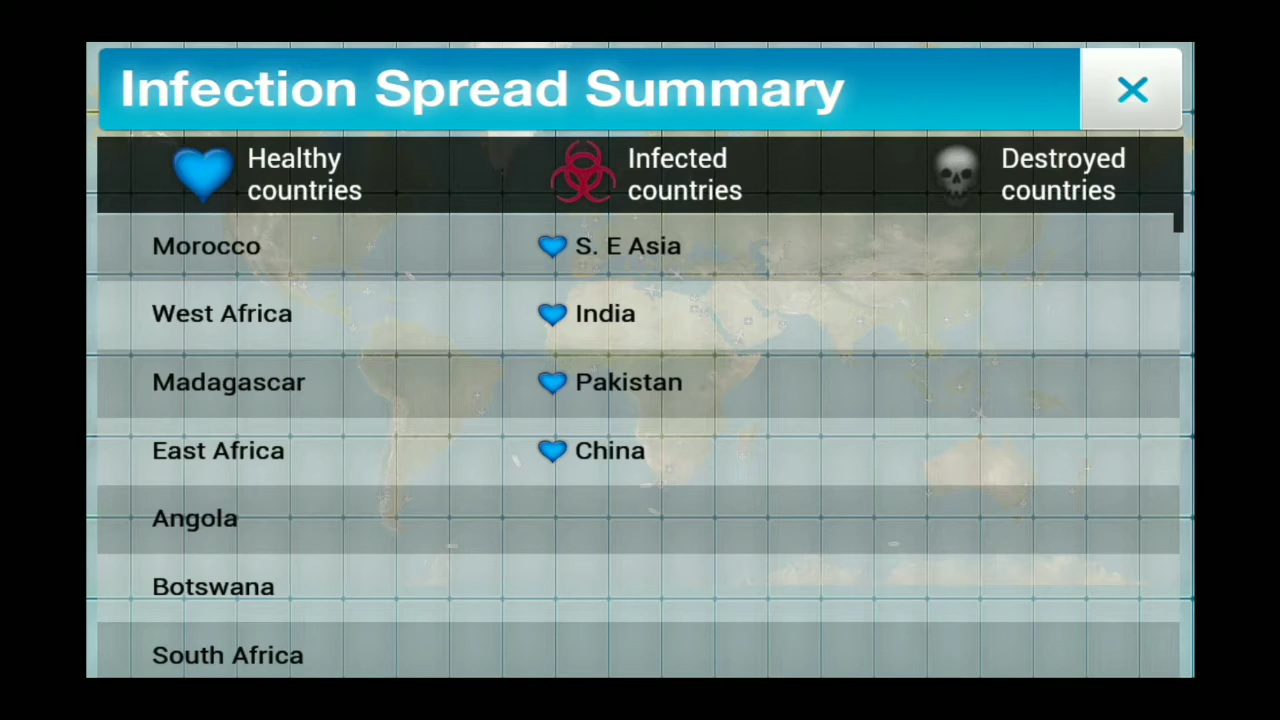 Infection Spread Summary
Healthy
countries
Infected
countries
Destroyed
countries
Morocco
S. E Asia
West Africa
India
Madagascar
Pakistan
East Africa
China
Angola
Botswana
South Africa